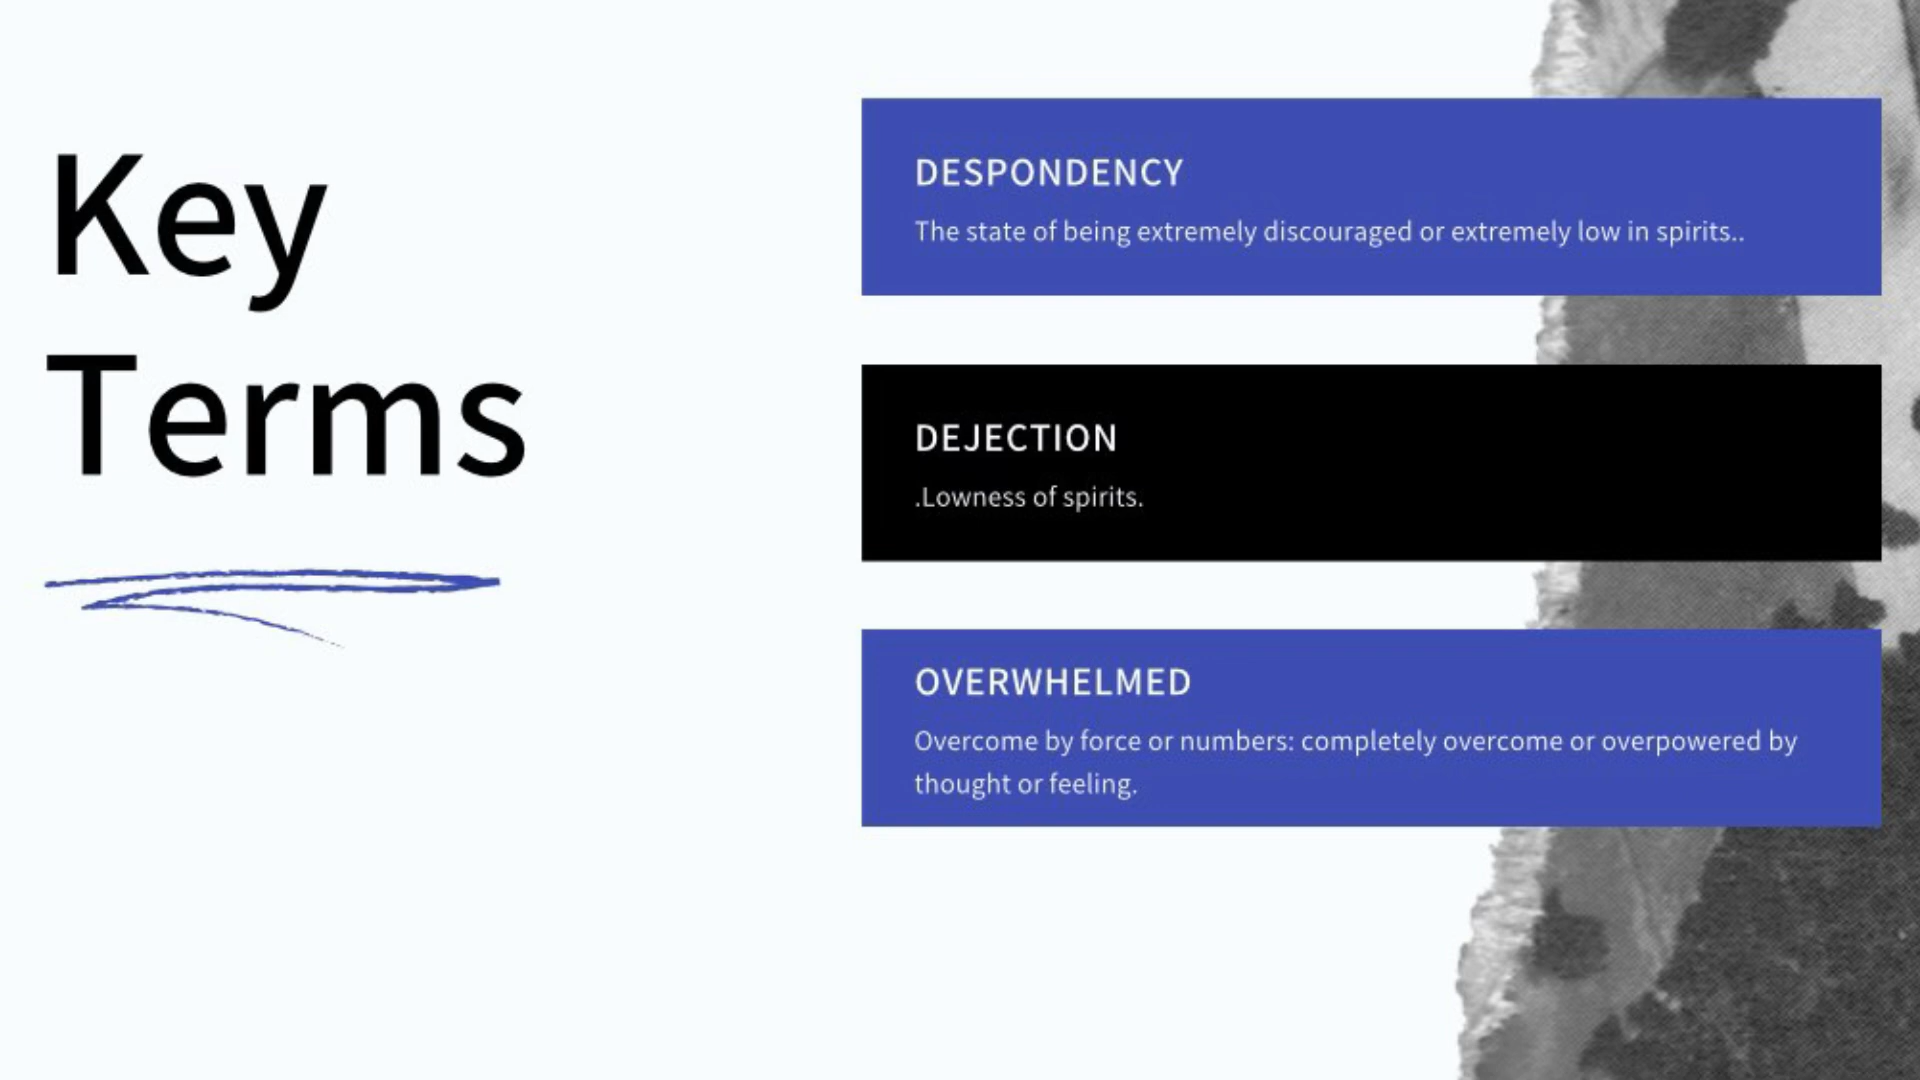 Key
Terms
DESPONDENCY
The state of being extremely discouraged or extremely low in spirits..
DEJECTION
.Lowness of spirits.
OVERWHELMED
Overcome by force or numbers: completely overcome or overpowered by
thought or feeling.